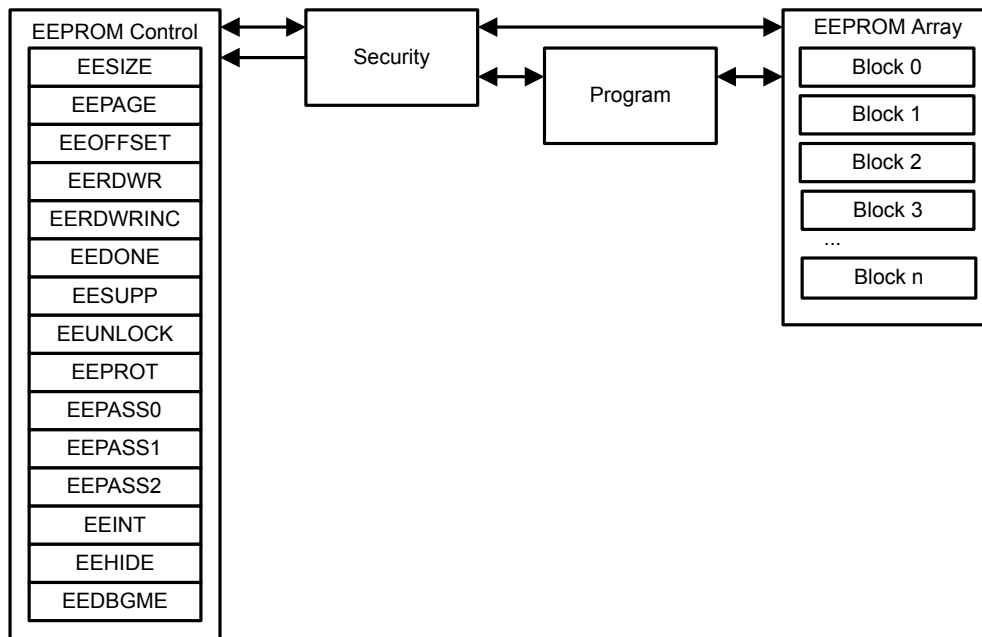 EEPROM Control
EESIZE
EEPAGE
EEOFFSET
EERDWR
EERDWRINC
EEDONE
EESUPP
EEUNLOCK
EEPROT
EEPASS0
EEPASS1
EEPASS2
EEINT
EEHIDE
EEDBGME
Security
Program
EEPROM Array
Block 0
Block 1
Block 2
Block 3
...
Block n